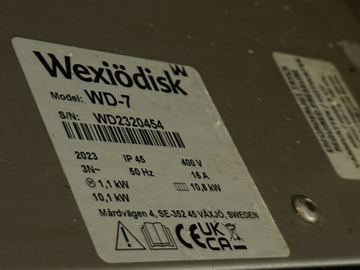 Wexiödisk
Model: WD-7
S/N: WD2320454
2023 IP 45 400 V
3N~ 50 Hz 16 A
1,1 kW 10,8 kW
10,1 kW
Mårdvägen 4, SE-352 45 VÄXJÖ, SWEDEN
CE UK CA